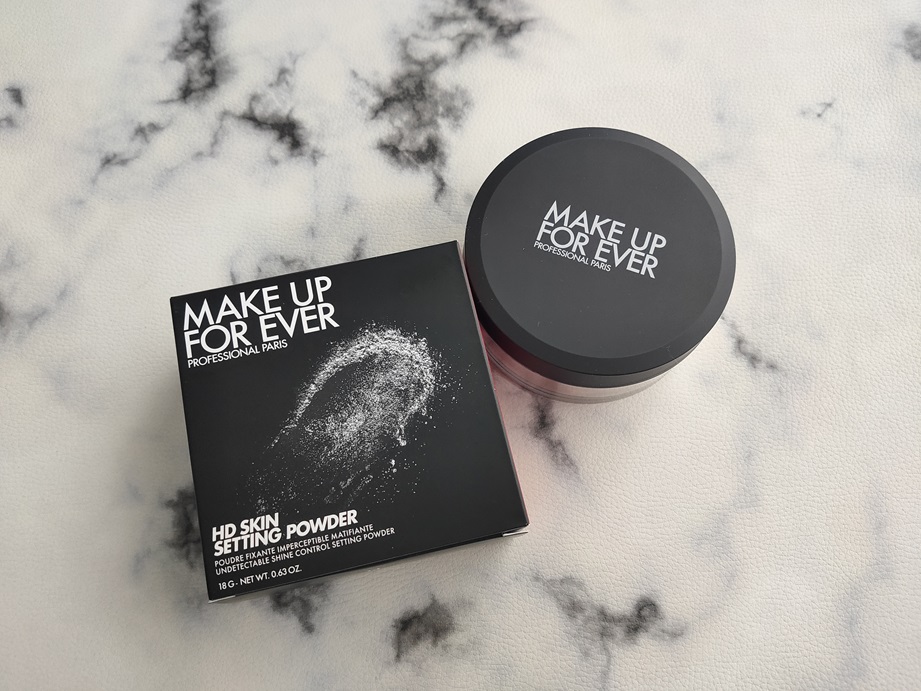 MAKE UP
FOR EVER
PROFESSIONAL PARIS
HD SKIN
SETTING POWDER
POUDRE FIXANTE IMPERCEPTIBLE MATIFIANTE
UNDETECTABLE SHINE CONTROL SETTING POWDER
18 G - NET WT. 0.63 OZ.
MAKE UP
FOR EVER
PROFESSIONAL PARIS